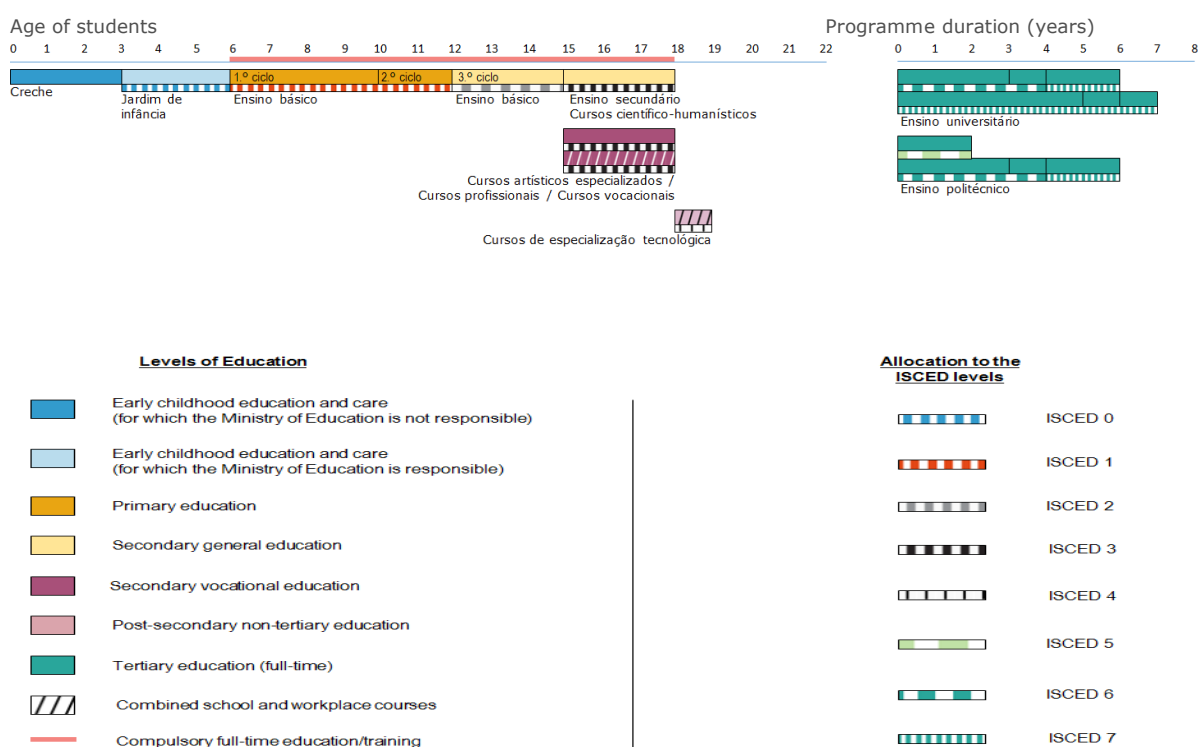 Age of students
Programme duration (years)
0 1 2 3 4 5 6 7 8 9 10 11 12 13 14 15 16 17 18 19 20 21 22
0 1 2 3 4 5 6 7 8
1.º ciclo 2.º ciclo 3.º ciclo
Creche
Jardim de
infância
Ensino básico
Ensino básico
Ensino secundário
Cursos científico-humanísticos
Ensino universitário
Cursos artísticos especializados /
Cursos profissionais / Cursos vocacionais
Ensino politécnico
Cursos de especialização tecnológica
Levels of Education
Early childhood education and care
(for which the Ministry of Education is not responsible)
Early childhood education and care
(for which the Ministry of Education is responsible)
Primary education
Secondary general education
Secondary vocational education
Post-secondary non-tertiary education
Tertiary education (full-time)
Combined school and workplace courses
Compulsory full-time education/training
Allocation to the
ISCED levels
ISCED 0
ISCED 1
ISCED 2
ISCED 3
ISCED 4
ISCED 5
ISCED 6
ISCED 7